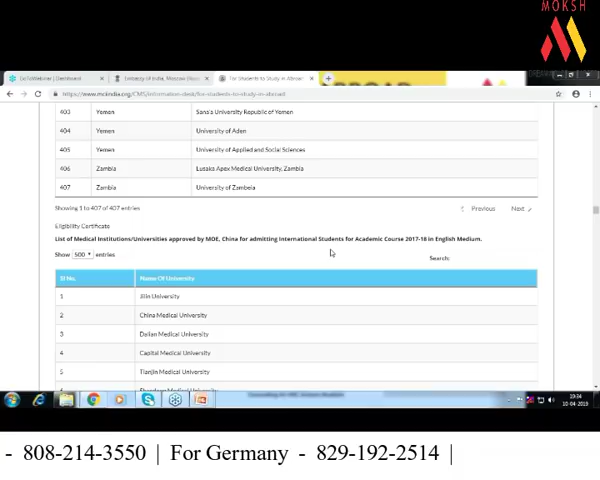 MOKSH
GoToWebinar | Dashboard
Embassy of India, Moscow (Russia
For Students to Study in Abroad
https://www.mciindia.org/CMS/information-desk/for-students-to-study-in-abroad
403 Yemen Sana's University Republic of Yemen
404 Yemen University of Aden
405 Yemen University of Applied and Social Sciences
406 Zambia Lusaka Apex Medical University, Zambia
407 Zambia University of Zambeia
Showing 1 to 407 of 407 entries
Previous Next
Eligibility Certificate
List of Medical Institutions/Universities approved by MOE, China for admitting International Students for Academic Course 2017-18 in English Medium.
Show 500 entries
Search:
Sl No. Name Of University
1 Jilin University
2 China Medical University
3 Dalian Medical University
4 Capital Medical University
5 Tianjin Medical University
10:34
10-04-2019
- 808-214-3550 | For Germany - 829-192-2514 |